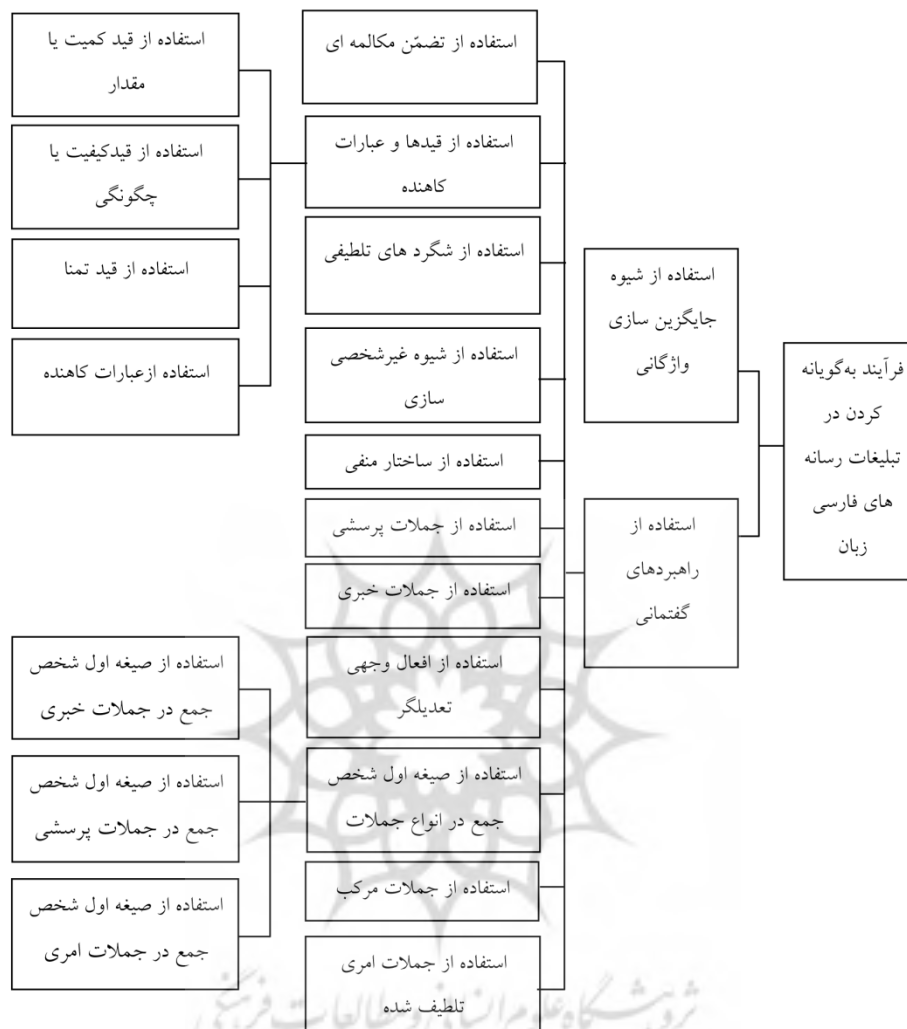 فرآیند به‌گویانه
کردن در
تبلیغات رسانه
های فارسی
زبان
استفاده از شیوه
جایگزین سازی
واژگانی
استفاده از
راهبردهای
گفتمانی
استفاده از تضمّن مکالمه ای
استفاده از قیدها و عبارات
کاهنده
استفاده از شگرد های تلطیفی
استفاده از شیوه غیرشخصی
سازی
استفاده از ساختار منفی
استفاده از جملات پرسشی
استفاده از جملات خبری
استفاده از افعال وجهی
تعدیلگر
استفاده از صیغه اول شخص
جمع در انواع جملات
استفاده از جملات مرکب
استفاده از جملات امری
تلطیف شده
استفاده از قید کمیت یا
مقدار
استفاده از قیدکیفیت یا
چگونگی
استفاده از قید تمنا
استفاده ازعبارات کاهنده
استفاده از صیغه اول شخص
جمع در جملات خبری
استفاده از صیغه اول شخص
جمع در جملات پرسشی
استفاده از صیغه اول شخص
جمع در جملات امری
پژوهشگاه علوم انسانی و مطالعات فرهنگی